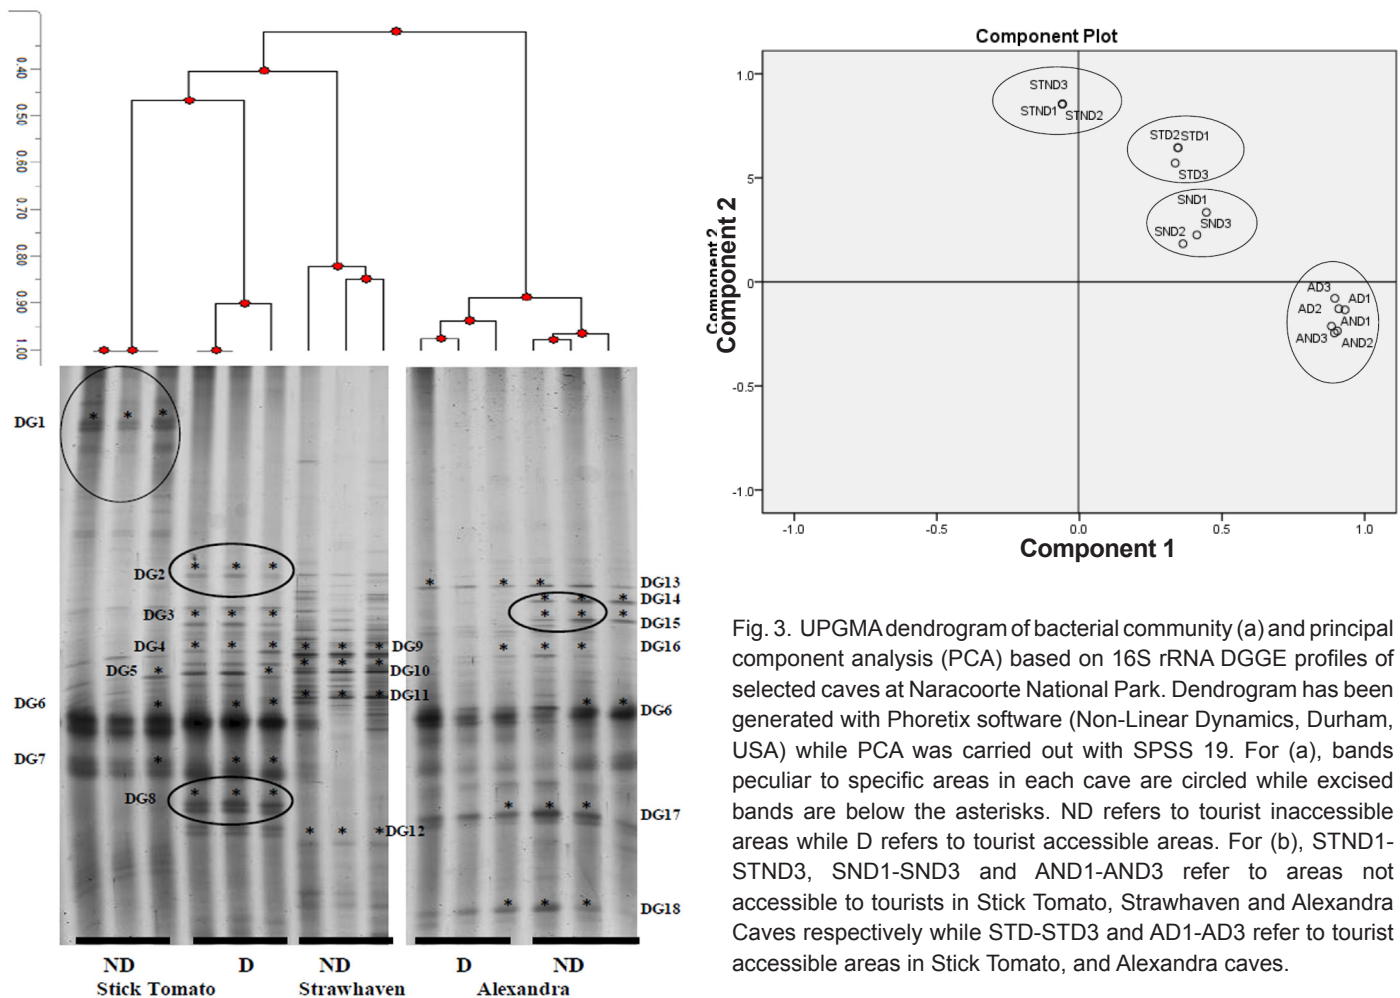 0.40
0.50
0.60
0.70
0.80
0.90
1.00
DG1
* * *
DG2
* * *
DG3
* * *
DG4
* * *
* * *
DG9
DG5
* *
* * *
DG10
* * *
DG11
DG6
* * *
DG7
* * *
DG8
* * *
* * *
DG12
* * *
DG13
* * *
DG14
* * *
DG15
* * *
DG16
* *
DG6
* * *
DG17
* * *
DG18
ND D ND D ND
Stick Tomato Strawhaven Alexandra
Component Plot
Component 2
Component 2
1.0
5
0
-0.5
-1.0
STND3
STND1 STND2
STD2 STD1
STD3
SND1
SND3
SND2
AD3
AD1
AD2
AND1
AND3 AND2
-1.0 -0.5 0.0 0.5 1.0
Component 1
Fig. 3. UPGMA dendrogram of bacterial community (a) and principal
component analysis (PCA) based on 16S rRNA DGGE profiles of
selected caves at Naracoorte National Park. Dendrogram has been
generated with Phoretix software (Non-Linear Dynamics, Durham,
USA) while PCA was carried out with SPSS 19. For (a), bands
peculiar to specific areas in each cave are circled while excised
bands are below the asterisks. ND refers to tourist inaccessible
areas while D refers to tourist accessible areas. For (b), STND1-
STND3, SND1-SND3 and AND1-AND3 refer to areas not
accessible to tourists in Stick Tomato, Strawhaven and Alexandra
Caves respectively while STD-STD3 and AD1-AD3 refer to tourist
accessible areas in Stick Tomato, and Alexandra caves.